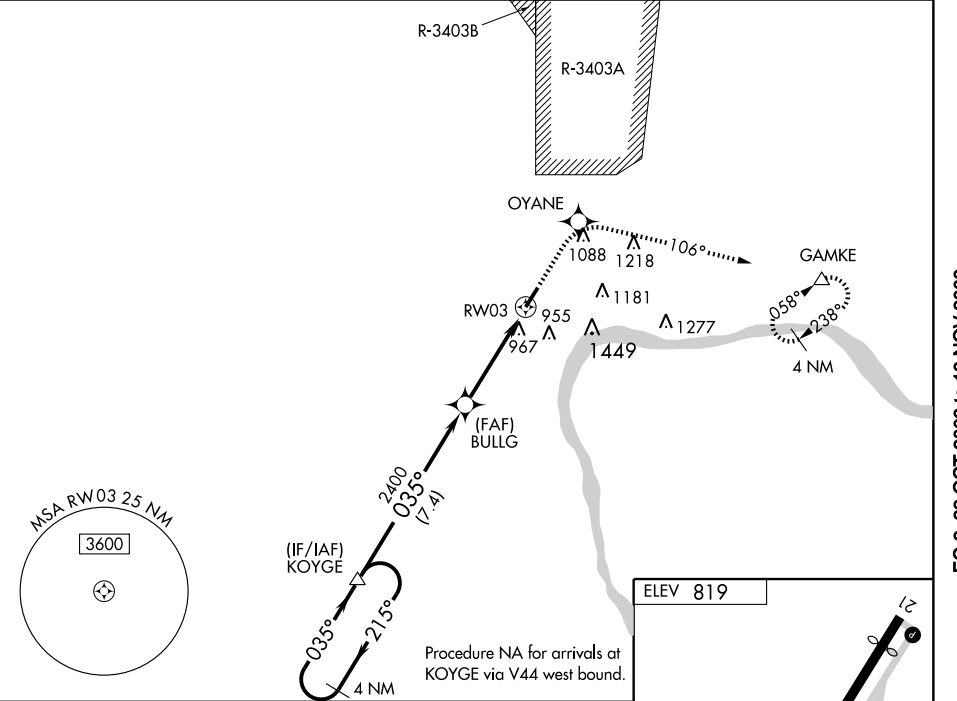 R-3403B
R-3403A
OYANE
1088
1218
106°
GAMKE
058°
238°
4 NM
RW03
955
967
1181
1277
1449
(FAF)
BULLG
2400
035°
(7.4)
MSA RW03 25 NM
3600
(IF/IAF)
KOYGE
035°
215°
4 NM
Procedure NA for arrivals at
KOYGE via V44 west bound.
ELEV 819
21
P